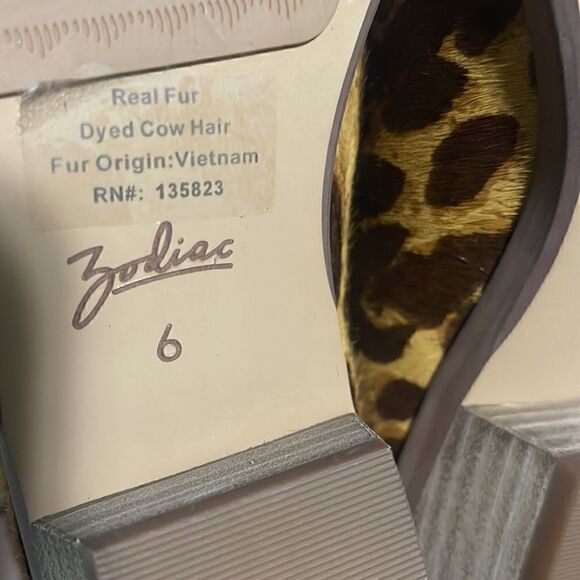 Real Fur
Dyed Cow Hair
Fur Origin:Vietnam
RN#: 135823
Zodiac
6